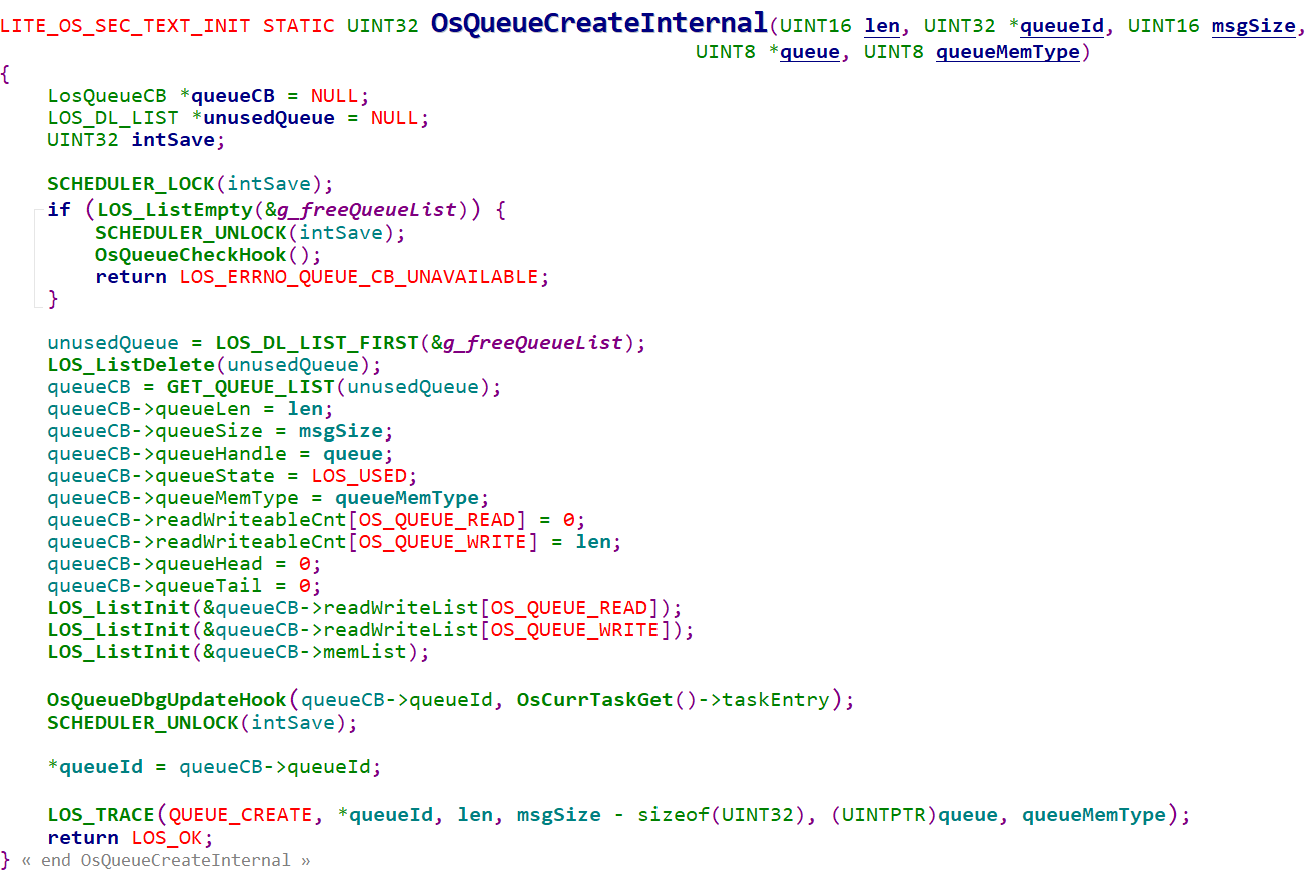 LITE_OS_SEC_TEXT_INIT STATIC UINT32 OsQueueCreateInternal(UINT16 len, UINT32 *queueId, UINT16 msgSize,
                                                          UINT8 *queue, UINT8 queueMemType)
{
    LosQueueCB *queueCB = NULL;
    LOS_DL_LIST *unusedQueue = NULL;
    UINT32 intSave;

    SCHEDULER_LOCK(intSave);
    if (LOS_ListEmpty(&g_freeQueueList)) {
        SCHEDULER_UNLOCK(intSave);
        OsQueueCheckHook();
        return LOS_ERRNO_QUEUE_CB_UNAVAILABLE;
    }

    unusedQueue = LOS_DL_LIST_FIRST(&g_freeQueueList);
    LOS_ListDelete(unusedQueue);
    queueCB = GET_QUEUE_LIST(unusedQueue);
    queueCB->queueLen = len;
    queueCB->queueSize = msgSize;
    queueCB->queueHandle = queue;
    queueCB->queueState = LOS_USED;
    queueCB->queueMemType = queueMemType;
    queueCB->readWriteableCnt[OS_QUEUE_READ] = 0;
    queueCB->readWriteableCnt[OS_QUEUE_WRITE] = len;
    queueCB->queueHead = 0;
    queueCB->queueTail = 0;
    LOS_ListInit(&queueCB->readWriteList[OS_QUEUE_READ]);
    LOS_ListInit(&queueCB->readWriteList[OS_QUEUE_WRITE]);
    LOS_ListInit(&queueCB->memList);

    OsQueueDbgUpdateHook(queueCB->queueId, OsCurrTaskGet()->taskEntry);
    SCHEDULER_UNLOCK(intSave);

    *queueId = queueCB->queueId;

    LOS_TRACE(QUEUE_CREATE, *queueId, len, msgSize - sizeof(UINT32), (UINTPTR)queue, queueMemType);
    return LOS_OK;
} « end OsQueueCreateInternal »